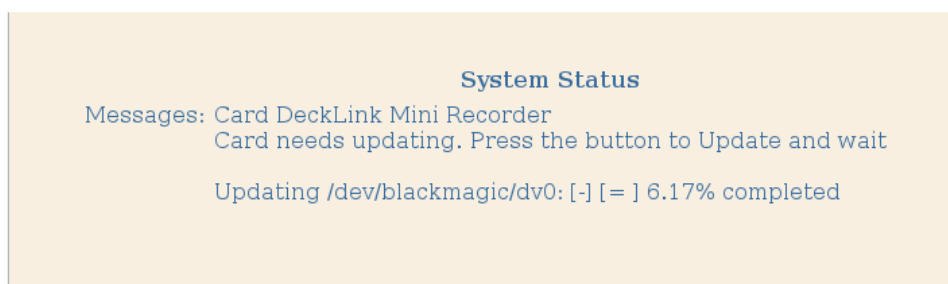 System Status
Messages: Card DeckLink Mini Recorder
Card needs updating. Press the button to Update and wait
Updating /dev/blackmagic/dv0: [-] [= ] 6.17% completed